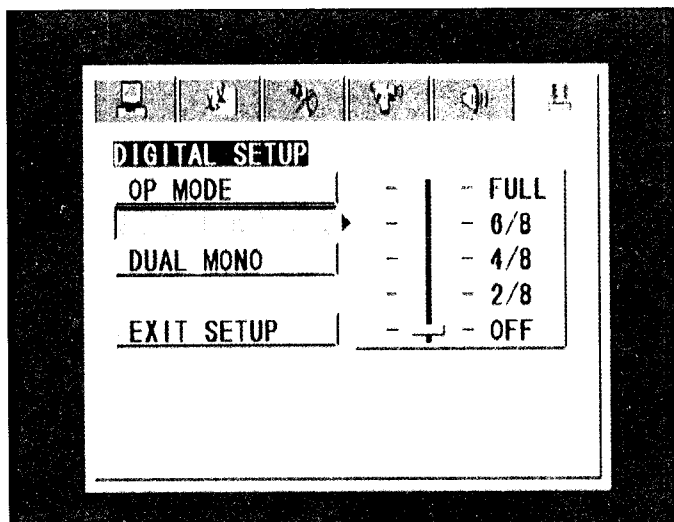 DIGITAL SETUP
OP MODE
DUAL MONO
EXIT SETUP
FULL
6/8
4/8
2/8
OFF